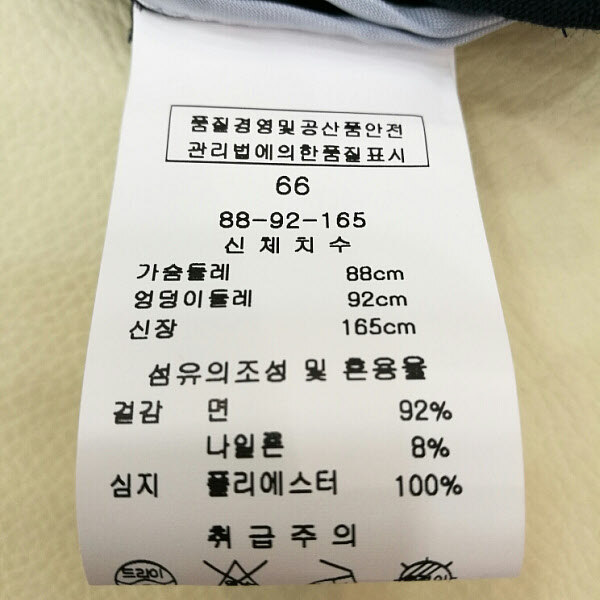 품질경영및공산품안전
관리법에의한품질표시
66
88-92-165
신체치수
가슴둘레 88cm
엉덩이둘레 92cm
신장 165cm
섬유의조성 및 혼용율
겉감 면 92%
나일론 8%
심지 폴리에스터 100%
취급주의
드라이